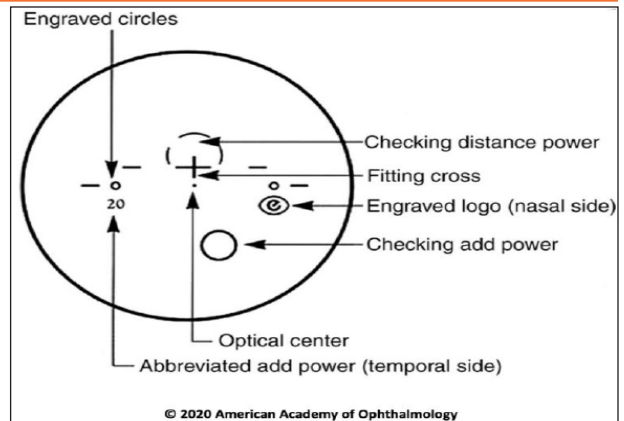 Engraved circles
Checking distance power
Fitting cross
Engraved logo (nasal side)
20
e
Checking add power
Optical center
Abbreviated add power (temporal side)
© 2020 American Academy of Ophthalmology